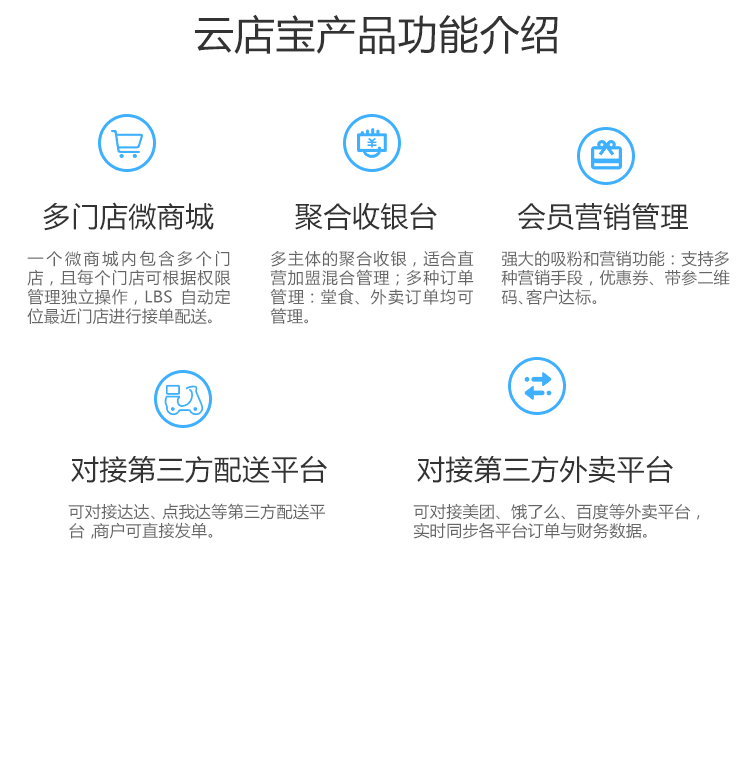 云店宝产品功能介绍
多门店微商城
一个微商城内包含多个门
店，且每个门店可根据权限
管理独立操作，LBS 自动定
位最近门店进行接单配送。
聚合收银台
多主体的聚合收银，适合直
营加盟混合管理；多种订单
管理：堂食、外卖订单均可
管理。
会员营销管理
强大的吸粉和营销功能：支持多
种营销手段，优惠券、带参二维
码、客户达标。
对接第三方配送平台
可对接达达、点我达等第三方配送平
台，商户可直接发单。
对接第三方外卖平台
可对接美团、饿了么、百度等外卖平台，
实时同步各平台订单与财务数据。